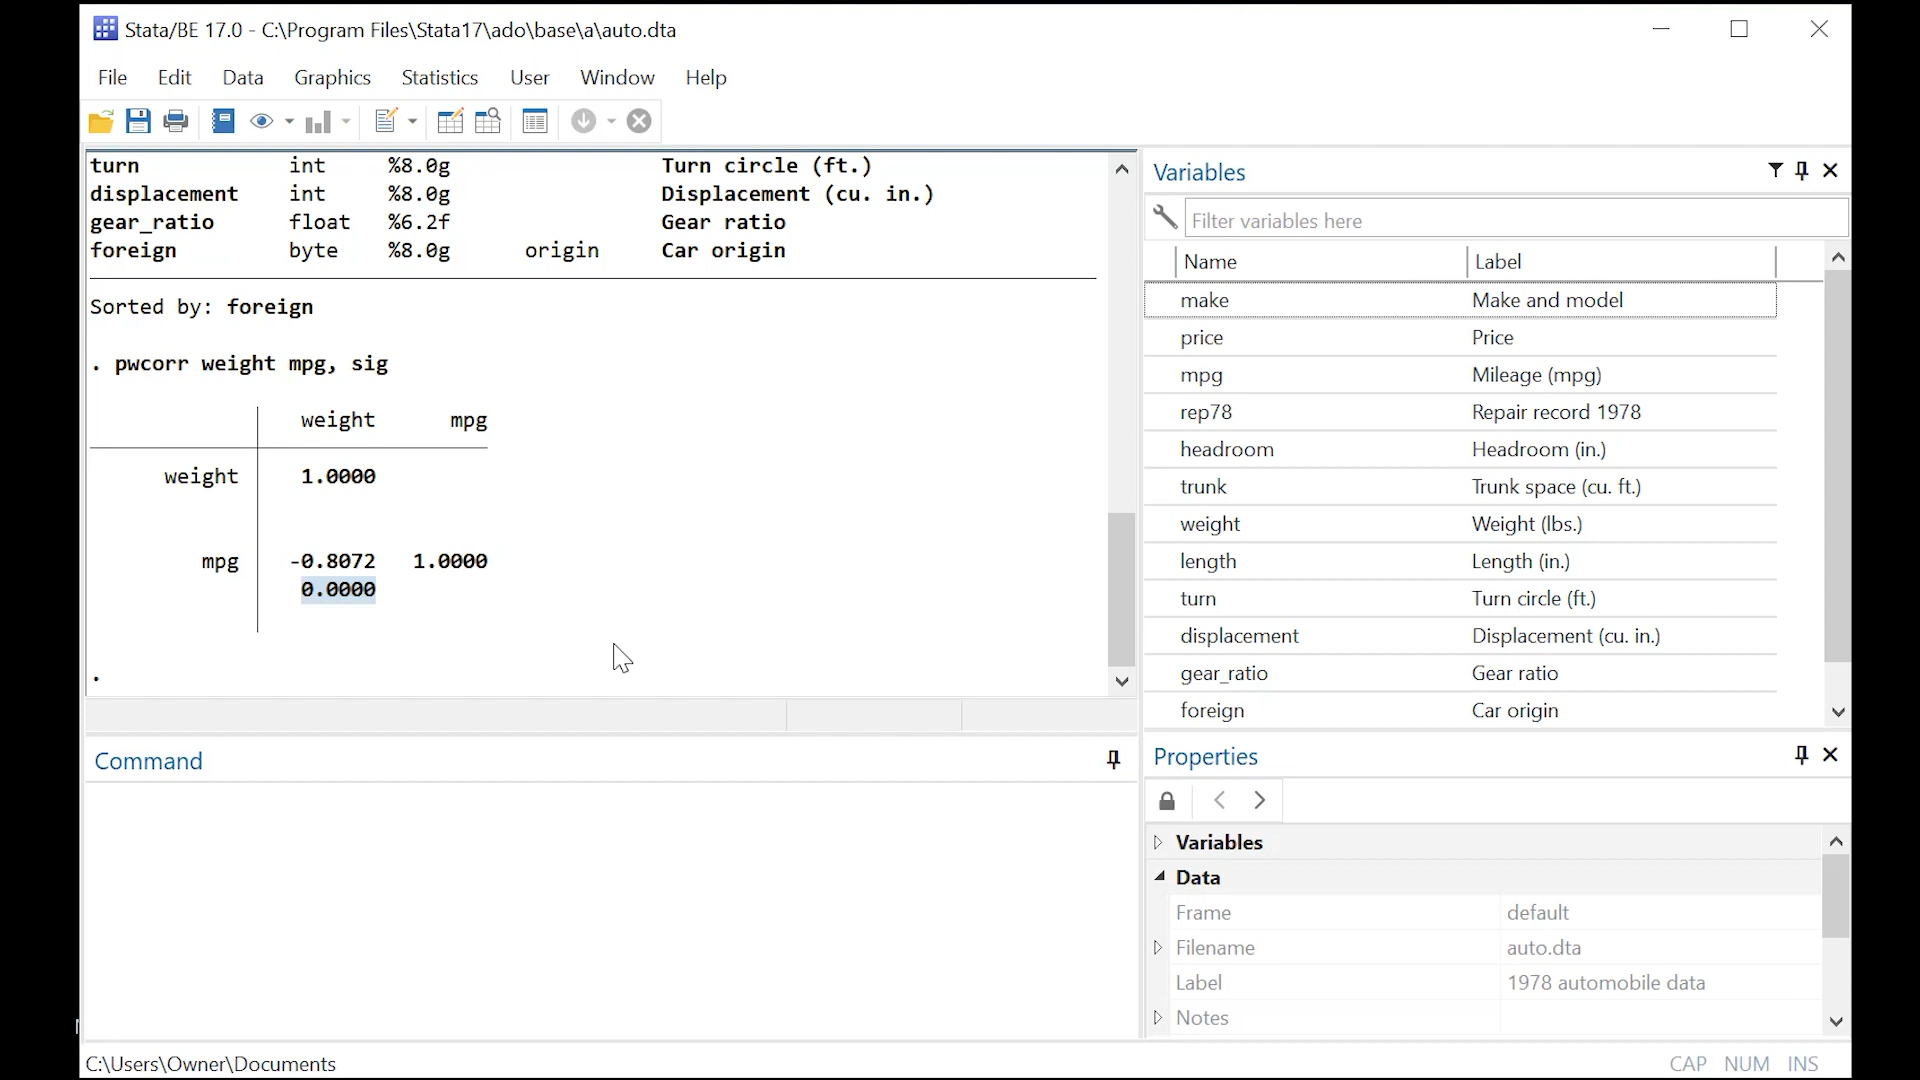 Stata/BE 17.0 - C:\Program Files\Stata17\ado\base\a\auto.dta
File Edit Data Graphics Statistics User Window Help
turn int %8.0g Turn circle (ft.)
displacement int %8.0g Displacement (cu. in.)
gear_ratio float %6.2f Gear ratio
foreign byte %8.0g origin Car origin
Sorted by: foreign
. pwcorr weight mpg, sig
weight mpg
weight 1.0000
mpg -0.8072 1.0000
0.0000
.
Command
C:\Users\Owner\Documents
Variables
Filter variables here
Name Label
make Make and model
price Price
mpg Mileage (mpg)
rep78 Repair record 1978
headroom Headroom (in.)
trunk Trunk space (cu. ft.)
weight Weight (lbs.)
length Length (in.)
turn Turn circle (ft.)
displacement Displacement (cu. in.)
gear_ratio Gear ratio
foreign Car origin
Properties
Variables
Data
Frame default
Filename auto.dta
Label 1978 automobile data
Notes
CAP NUM INS